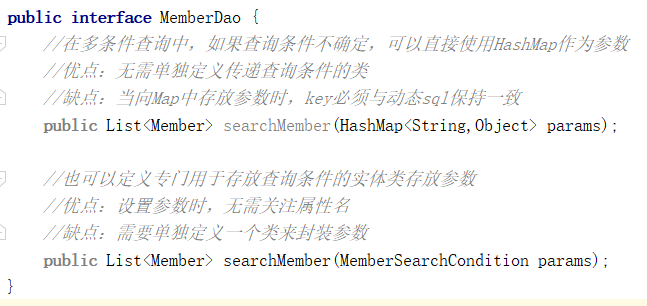 public interface MemberDao {
//在多条件查询中，如果查询条件不确定，可以直接使用HashMap作为参数
//优点：无需单独定义传递查询条件的类
//缺点：当向Map中存放参数时，key必须与动态sql保持一致
public List<Member> searchMember(HashMap<String,Object> params);
//也可以定义专门用于存放查询条件的实体类存放参数
//优点：设置参数时，无需关注属性名
//缺点：需要单独定义一个类来封装参数
public List<Member> searchMember(MemberSearchCondition params);
}